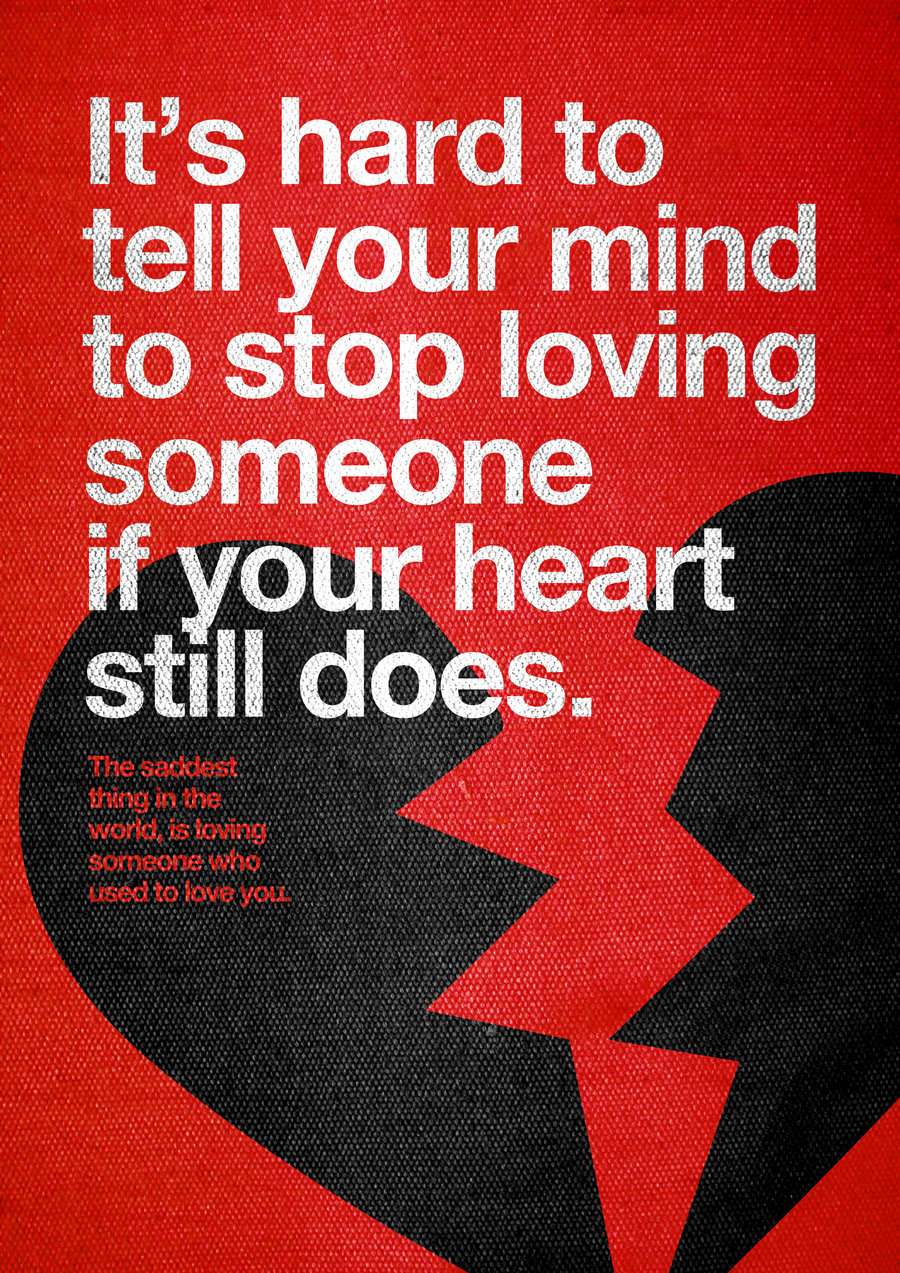 It’s hard to
tell your mind
to stop loving
someone
if your heart
still does.
The saddest
thing in the
world, is loving
someone who
used to love you.